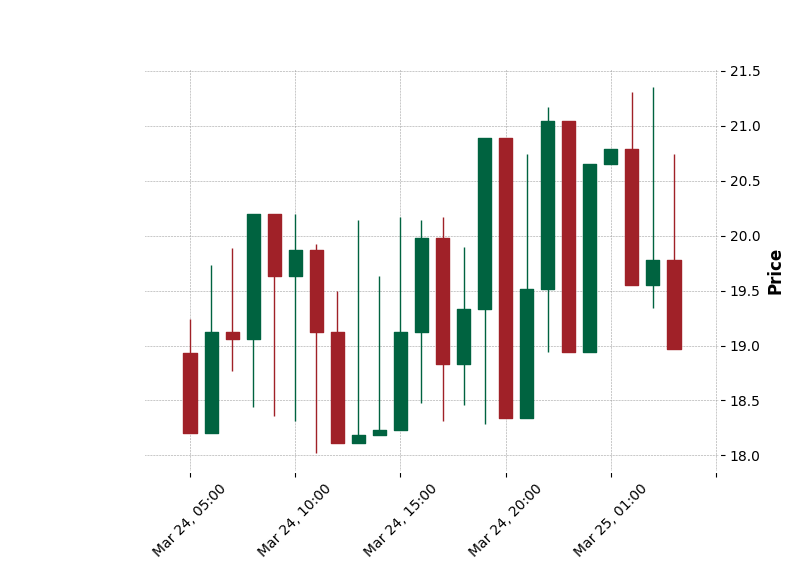 21.5
21.0
20.5
20.0
19.5
19.0
18.5
18.0
Price
Mar 24, 05:00
Mar 24, 10:00
Mar 24, 15:00
Mar 24, 20:00
Mar 25, 01:00